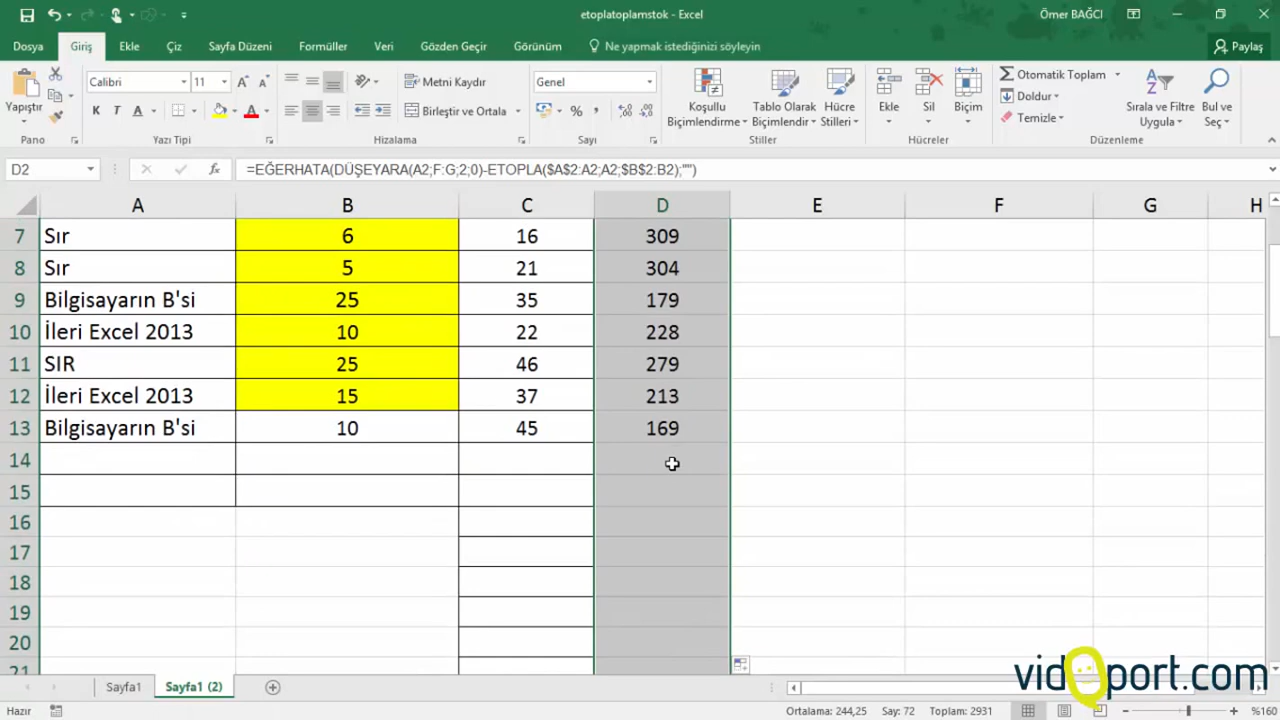 etoplatoplamstok - Excel
Ömer BAĞCI
Dosya Giriş Ekle Çiz Sayfa Düzeni Formüller Veri Gözden Geçir Görünüm Ne yapmak istediğinizi söyleyin Paylaş
Calibri 11 Metni Kaydır Genel Otomatik Toplam
Yapıştır K T A Birleştir ve Ortala Koşullu Biçimlendirme Tablo Olarak Biçimlendir Hücre Stilleri Ekle Sil Biçim Doldur Temizle Sırala ve Filtre Uygula Bul ve Seç
Pano Yazı Tipi Hizalama Sayı Stiller Hücreler Düzenleme
D2 fx =EĞERHATA(DÜŞEYARA(A2;F:G;2;0)-ETOPLA($A$2:A2;A2;$B$2:B2);"")
A B C D E F G H
7 Sır 6 16 309
8 Sır 5 21 304
9 Bilgisayarın B'si 25 35 179
10 İleri Excel 2013 10 22 228
11 SIR 25 46 279
12 İleri Excel 2013 15 37 213
13 Bilgisayarın B'si 10 45 169
14
15
16
17
18
19
20
21
Sayfa1 Sayfa1 (2)
vidoport.com
Hazır Ortalama: 244,25 Say: 72 Toplam: 2931 %160